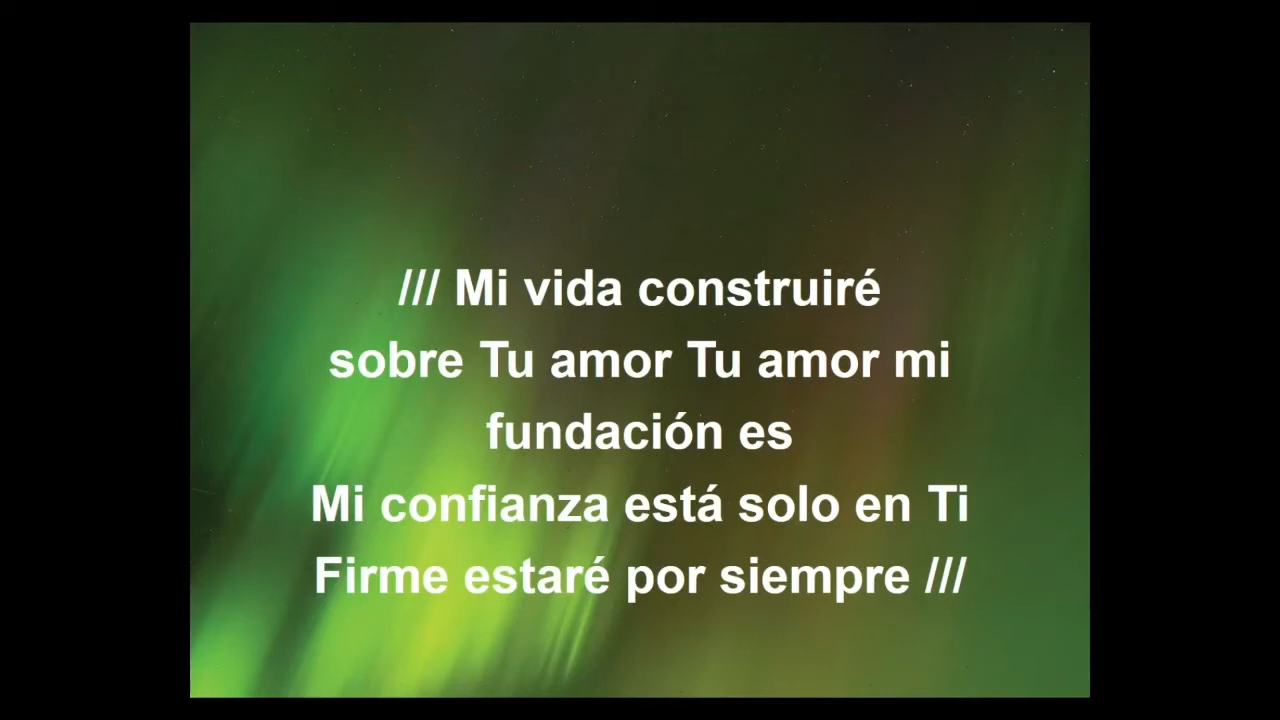 /// Mi vida construiré
sobre Tu amor Tu amor mi
fundación es
Mi confianza está solo en Ti
Firme estaré por siempre ///